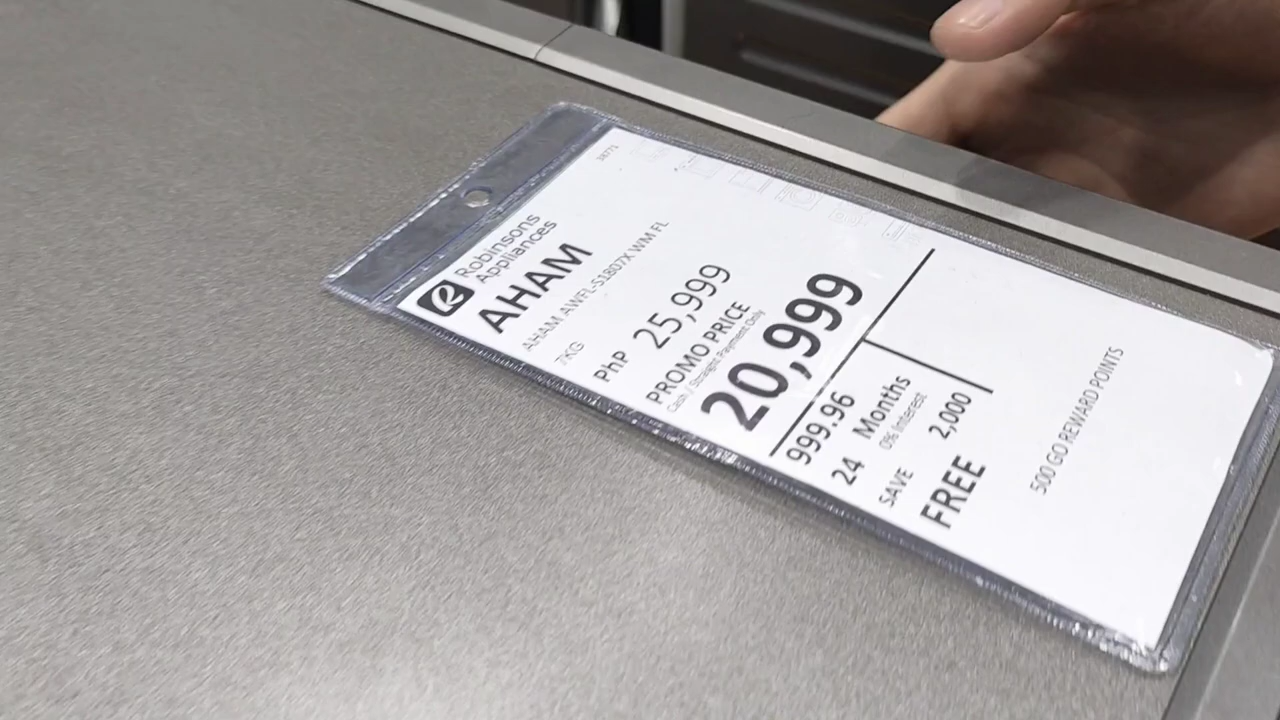 38773
Robinsons
Appliances
AHAM
AHAM AWFL-S1807X WM FL
7KG
PhP 25,999
PROMO PRICE
Cash / Straight Payment Only
20,999
999.96
24 Months
0% Interest
SAVE 2,000
FREE
500 GO REWARD POINTS